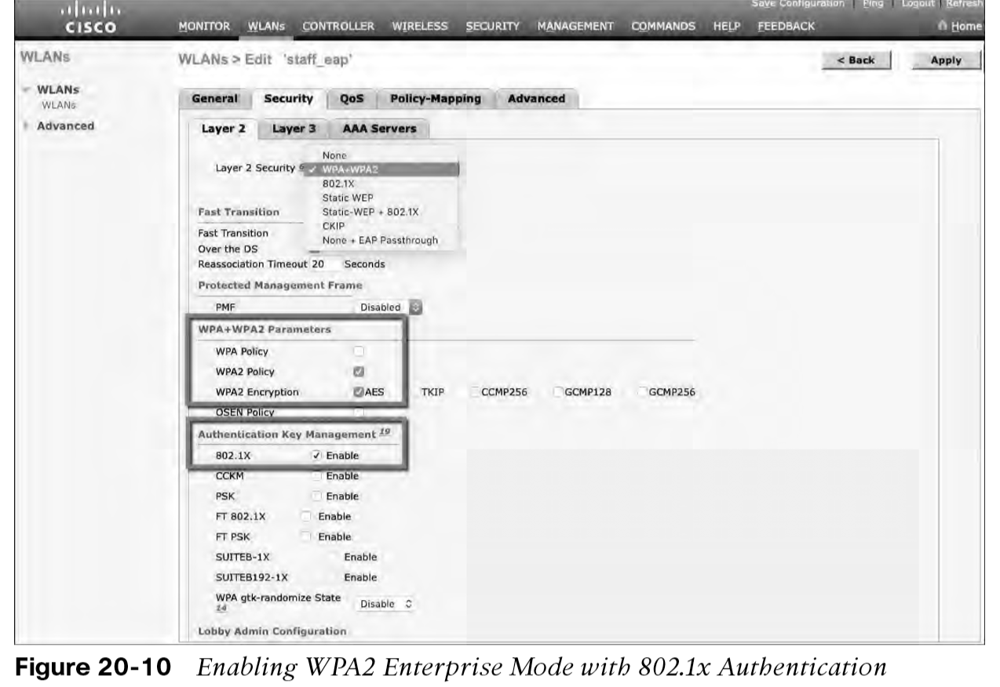 Save Configuration | Ping | Logout | Refresh
CISCO
MONITOR WLANs CONTROLLER WIRELESS SECURITY MANAGEMENT COMMANDS HELP FEEDBACK Home
WLANs
WLANs > Edit 'staff_eap'
< Back
Apply
WLANs
WLANs
Advanced
General Security QoS Policy-Mapping Advanced
Layer 2 Layer 3 AAA Servers
Layer 2 Security 6
None
✓ WPA+WPA2
802.1X
Static WEP
Static-WEP + 802.1X
CKIP
None + EAP Passthrough
Fast Transition
Fast Transition
Over the DS
Reassociation Timeout 20 Seconds
Protected Management Frame
PMF Disabled
WPA+WPA2 Parameters
WPA Policy
WPA2 Policy
WPA2 Encryption AES TKIP CCMP256 GCMP128 GCMP256
OSEN Policy
Authentication Key Management 19
802.1X ✓ Enable
CCKM Enable
PSK Enable
FT 802.1X Enable
FT PSK Enable
SUITEB-1X Enable
SUITEB192-1X Enable
WPA gtk-randomize State
14
Disable
Lobby Admin Configuration
Figure 20-10 Enabling WPA2 Enterprise Mode with 802.1x Authentication